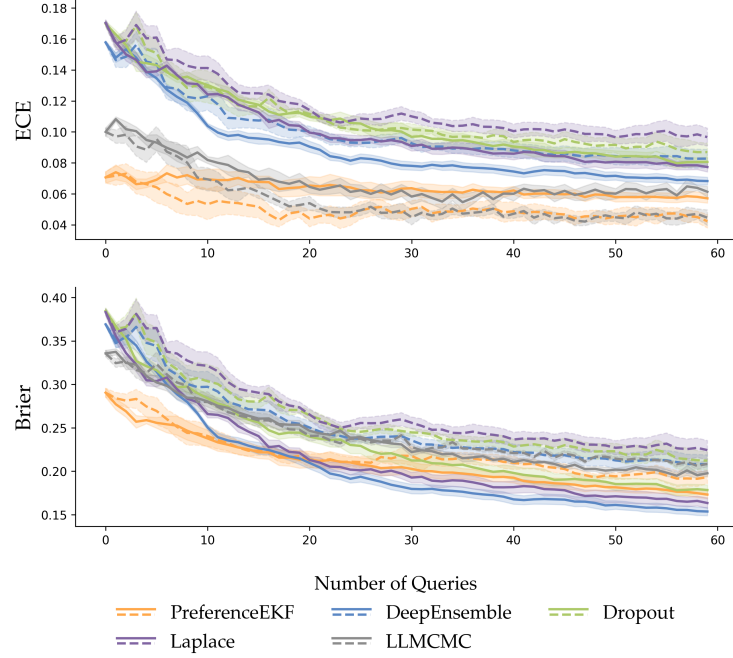 0.18
0.16
0.14
0.12
0.10
0.08
0.06
0.04
ECE
0 10 20 30 40 50 60
0.40
0.35
0.30
0.25
0.20
0.15
Brier
0 10 20 30 40 50 60
Number of Queries
PreferenceEKF DeepEnsemble Dropout
Laplace LLMCMC